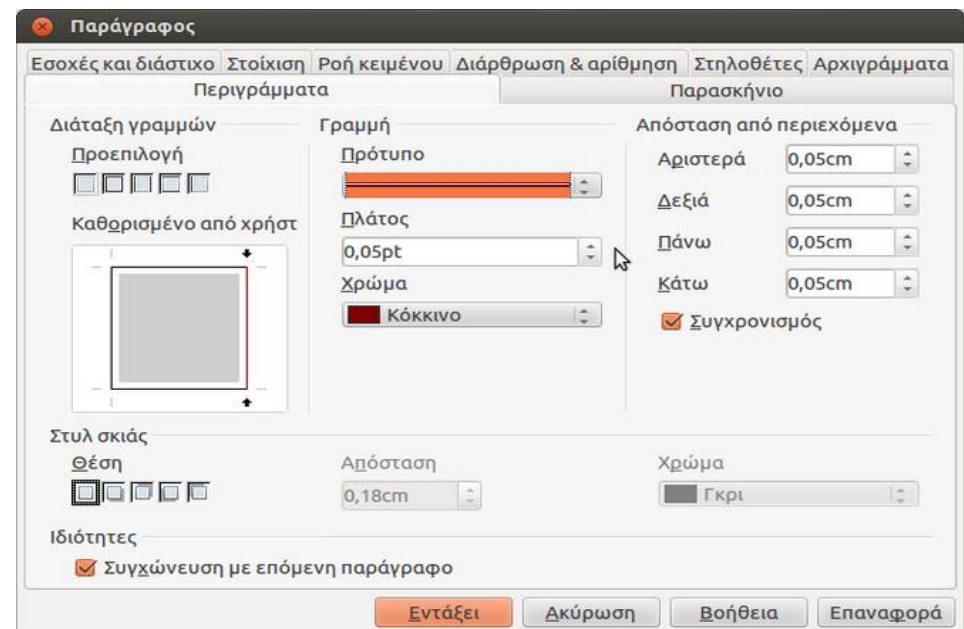 Παράγραφος
Εσοχές και διάστιχο Στοίχιση Ροή κειμένου Διάρθρωση & αρίθμηση Στηλοθέτες Αρχιγράμματα
Περιγράμματα Παρασκήνιο
Διάταξη γραμμών Γραμμή Απόσταση από περιεχόμενα
Προεπιλογή Πρότυπο Αριστερά 0,05cm
Δεξιά 0,05cm
Καθορισμένο από χρήστ Πλάτος
0,05pt Πάνω 0,05cm
Χρώμα Κάτω 0,05cm
Κόκκινο Συγχρονισμός
Στυλ σκιάς
Θέση Απόσταση Χρώμα
0,18cm Γκρι
Ιδιότητες
Συγχώνευση με επόμενη παράγραφο
Εντάξει Ακύρωση Βοήθεια Επαναφορά